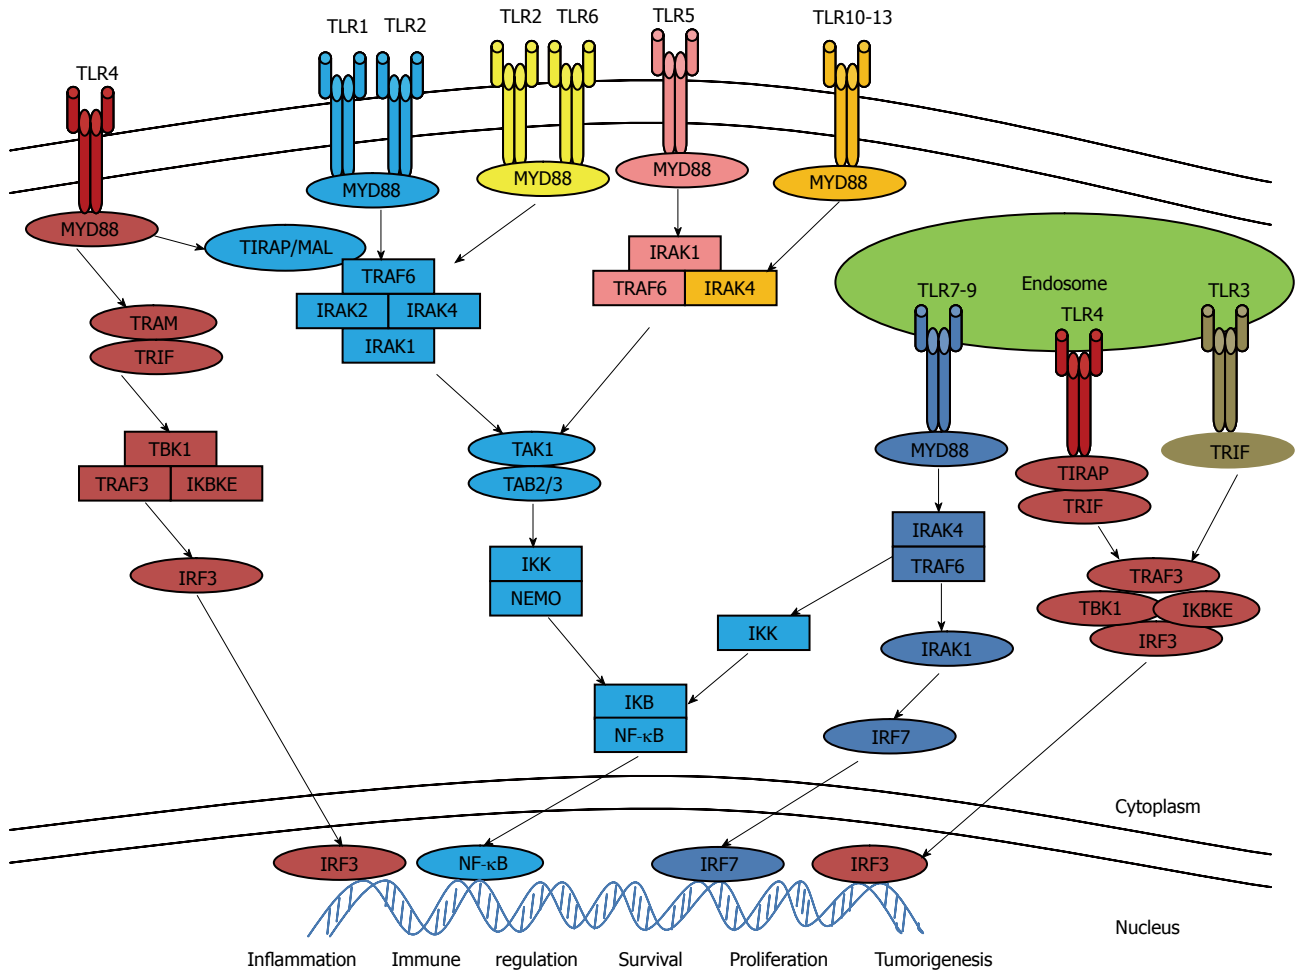 TLR1 TLR2 TLR2 TLR6 TLR5 TLR10-13
TLR4
MYD88 MYD88 MYD88 MYD88
MYD88
TIRAP/MAL
IRAK1
TRAF6
TRAF6 IRAK4
IRAK2 IRAK4
IRAK1
Endosome
TLR7-9 TLR3
TLR4
TRAM
TRIF
TBK1
TRAF3 IKBKE
TAK1
TAB2/3
MYD88
TRIF
TIRAP
TRIF
IRAK4
TRAF6
IRF3
IKK
NEMO
TRAF3
TBK1 IKBKE
IRF3
IKK
IRAK1
IKB
NF-κB
IRF7
Cytoplasm
IRF3 NF-κB IRF7 IRF3
Nucleus
Inflammation Immune regulation Survival Proliferation Tumorigenesis